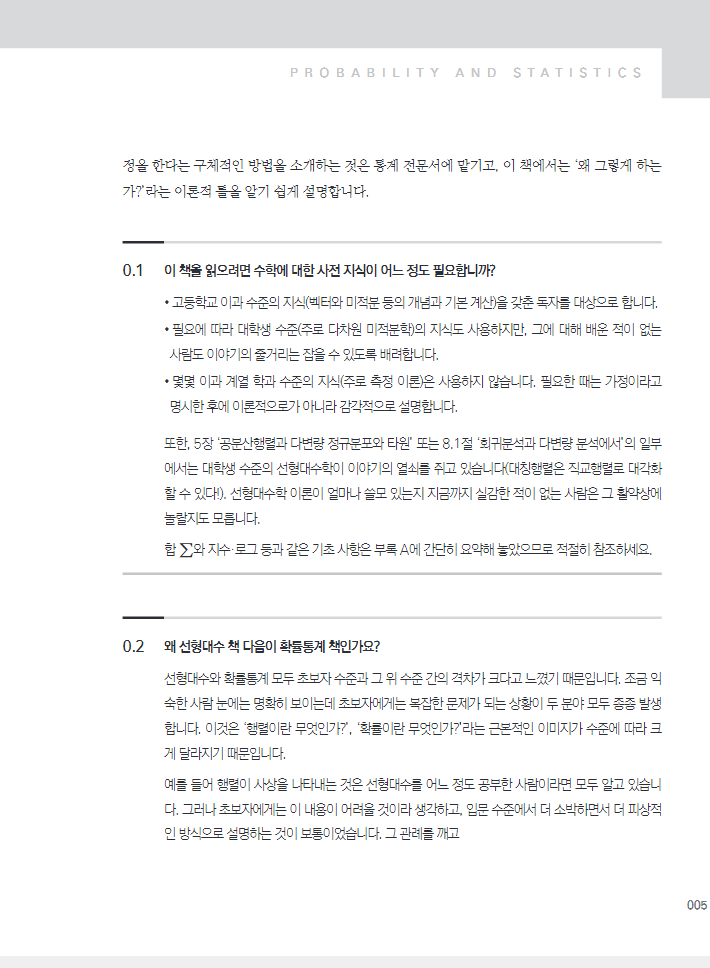 PROBABILITY AND STATISTICS
정을 한다는 구체적인 방법을 소개하는 것은 통계 전문서에 맡기고, 이 책에서는 ‘왜 그렇게 하는
가?’라는 이론적 틀을 알기 쉽게 설명합니다.
0.1 이 책을 읽으려면 수학에 대한 사전 지식이 어느 정도 필요합니까?
• 고등학교 이과 수준의 지식(벡터와 미적분 등의 개념과 기본 계산)을 갖춘 독자를 대상으로 합니다.
• 필요에 따라 대학생 수준(주로 다차원 미적분학)의 지식도 사용하지만, 그에 대해 배운 적이 없는
사람도 이야기의 줄거리는 잡을 수 있도록 배려합니다.
• 몇몇 이과 계열 학과 수준의 지식(주로 측정 이론)은 사용하지 않습니다. 필요한 때는 가정이라고
명시한 후에 이론적으로가 아니라 감각적으로 설명합니다.
또한, 5장 ‘공분산행렬과 다변량 정규분포와 타원’ 또는 8.1절 ‘회귀분석과 다변량 분석에서’의 일부
에서는 대학생 수준의 선형대수학이 이야기의 열쇠를 쥐고 있습니다(대칭행렬은 직교행렬로 대각화
할 수 있다!). 선형대수학 이론이 얼마나 쓸모 있는지 지금까지 실감한 적이 없는 사람은 그 활약상에
놀랄지도 모릅니다.
합 ∑와 지수·로그 등과 같은 기초 사항은 부록 A에 간단히 요약해 놓았으므로 적절히 참조하세요.
0.2 왜 선형대수 책 다음이 확률통계 책인가요?
선형대수와 확률통계 모두 초보자 수준과 그 위 수준 간의 격차가 크다고 느꼈기 때문입니다. 조금 익
숙한 사람 눈에는 명확히 보이는데 초보자에게는 복잡한 문제가 되는 상황이 두 분야 모두 종종 발생
합니다. 이것은 ‘행렬이란 무엇인가?’, ‘확률이란 무엇인가?’라는 근본적인 이미지가 수준에 따라 크
게 달라지기 때문입니다.
예를 들어 행렬이 사상을 나타내는 것은 선형대수를 어느 정도 공부한 사람이라면 모두 알고 있습니
다. 그러나 초보자에게는 이 내용이 어려울 것이라 생각하고, 입문 수준에서 더 소박하면서 더 피상적
인 방식으로 설명하는 것이 보통이었습니다. 그 관례를 깨고
005